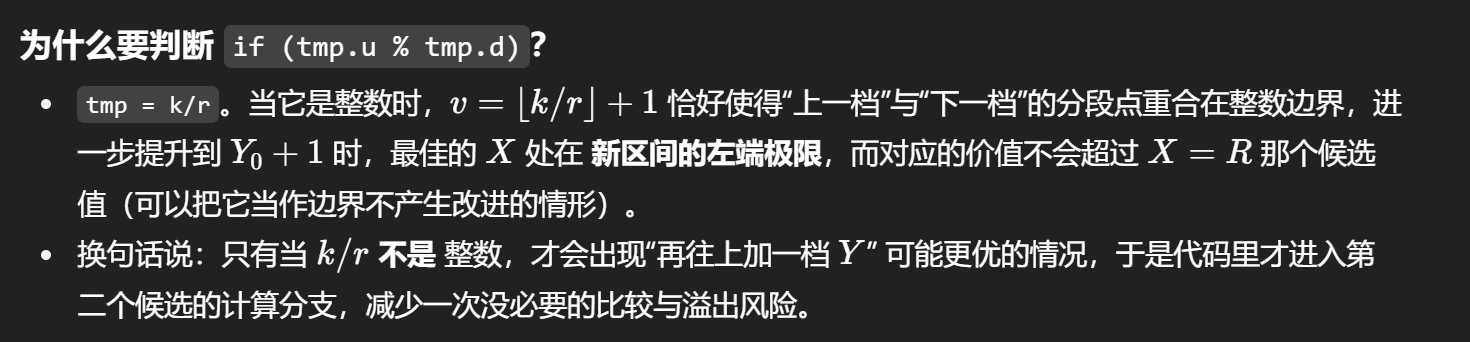 为什么要判断 if (tmp.u % tmp.d)?
• tmp = k/r。当它是整数时，v = ⌊k/r⌋ + 1 恰好使得“上一档”与“下一档”的分段点重合在整数边界，进
一步提升到 Y₀ + 1 时，最佳的 X 处在 新区间的左端极限，而对应的价值不会超过 X = R 那个候选
值（可以把它当作边界不产生改进的情形）。
• 换句话说：只有当 k/r 不是 整数，才会出现“再往上加一档 Y” 可能更优的情况，于是代码里才进入第
二个候选的计算分支，减少一次没必要的比较与溢出风险。